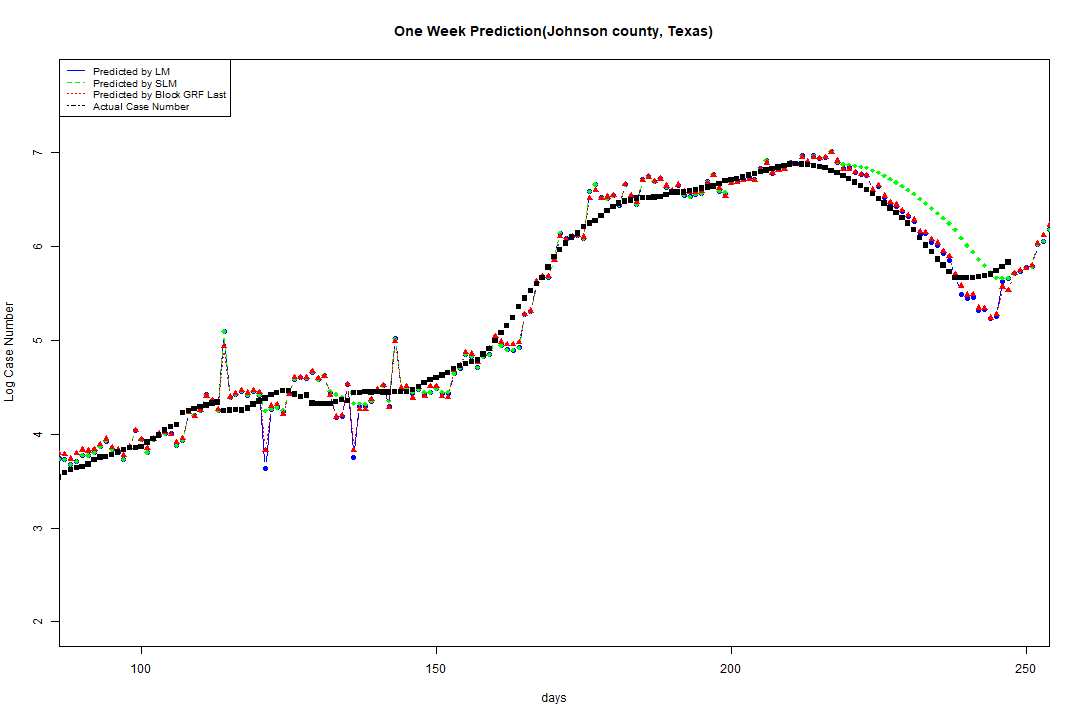 One Week Prediction(Johnson county, Texas)
Predicted by LM
Predicted by SLM
Predicted by Block GRF Last
Actual Case Number
7
6
5
4
3
2
Log Case Number
100
150
200
250
days